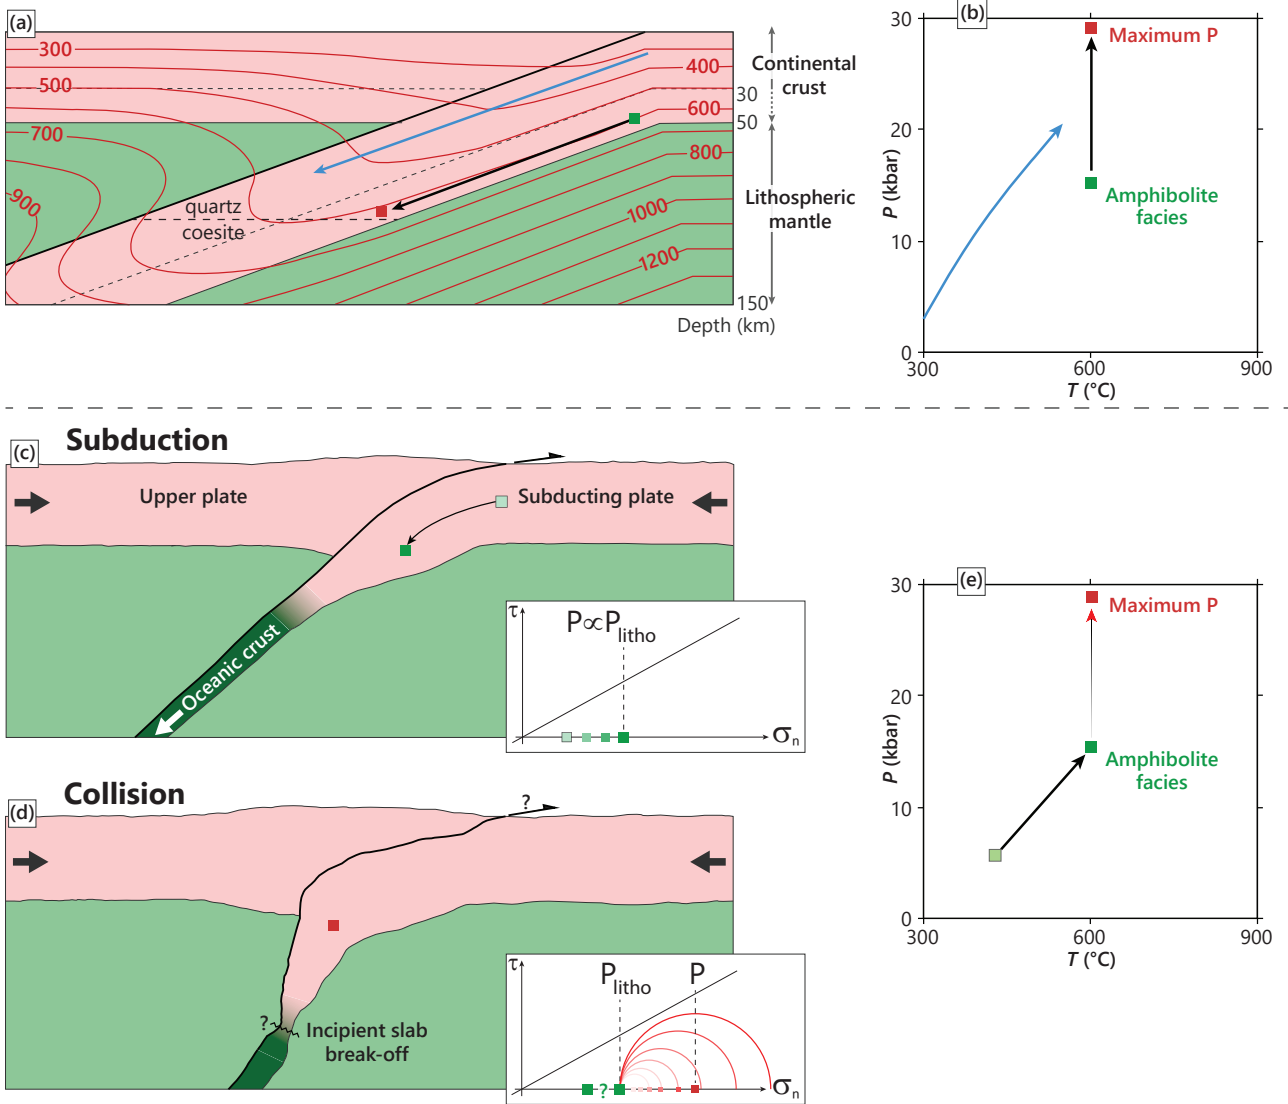 (a)
300
500
700
900
400
600
800
1000
1200
quartz
coesite
Continental
crust
30
50
Lithospheric
mantle
150
Depth (km)
(b)
30
20
10
0
300
600
900
P (kbar)
T (°C)
Maximum P
Amphibolite
facies
Subduction
(c)
Upper plate
Subducting plate
Oceanic crust
τ
P∝Plitho
σn
Collision
(d)
?
?
Incipient slab
break-off
τ
Plitho
P
?
σn
(e)
30
20
10
0
300
600
900
P (kbar)
T (°C)
Maximum P
Amphibolite
facies